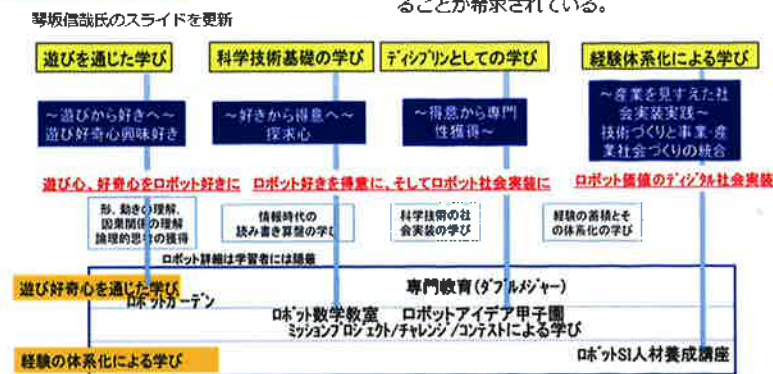 ることが希求されている。
琴坂信哉氏のスライドを更新
遊びを通じた学び
科学技術基礎の学び
ディシプリンとしての学び
経験体系化による学び
～遊びから好きへ～
遊び好奇心興味好き
～好きから得意へ～
探求心
～得意から専門
性獲得～
～産業を見すえた社
会実装実践～
技術づくりと事業・産
業社会づくりの統合
遊び心、好奇心をロボット好きに
ロボット好きを得意に、そしてロボット社会実装に
ロボット価値のディジタル社会実装
形、動きの理解、
因果関係の理解
論理的思考の獲得
情報時代の
読み書き算盤の学び
科学技術の社
会実装の学び
経験の蓄積とそ
の体系化の学び
ロボット詳細は学習者には隠蔽
遊び好奇心を通じた学び
専門教育(ダブルメジャー)
ロボットガーデン
ロボット数学教室
ロボットアイデア甲子園
ミッションプロジェクト/チャレンジ/コンテストによる学び
経験の体系化による学び
ロボットSI人材養成講座